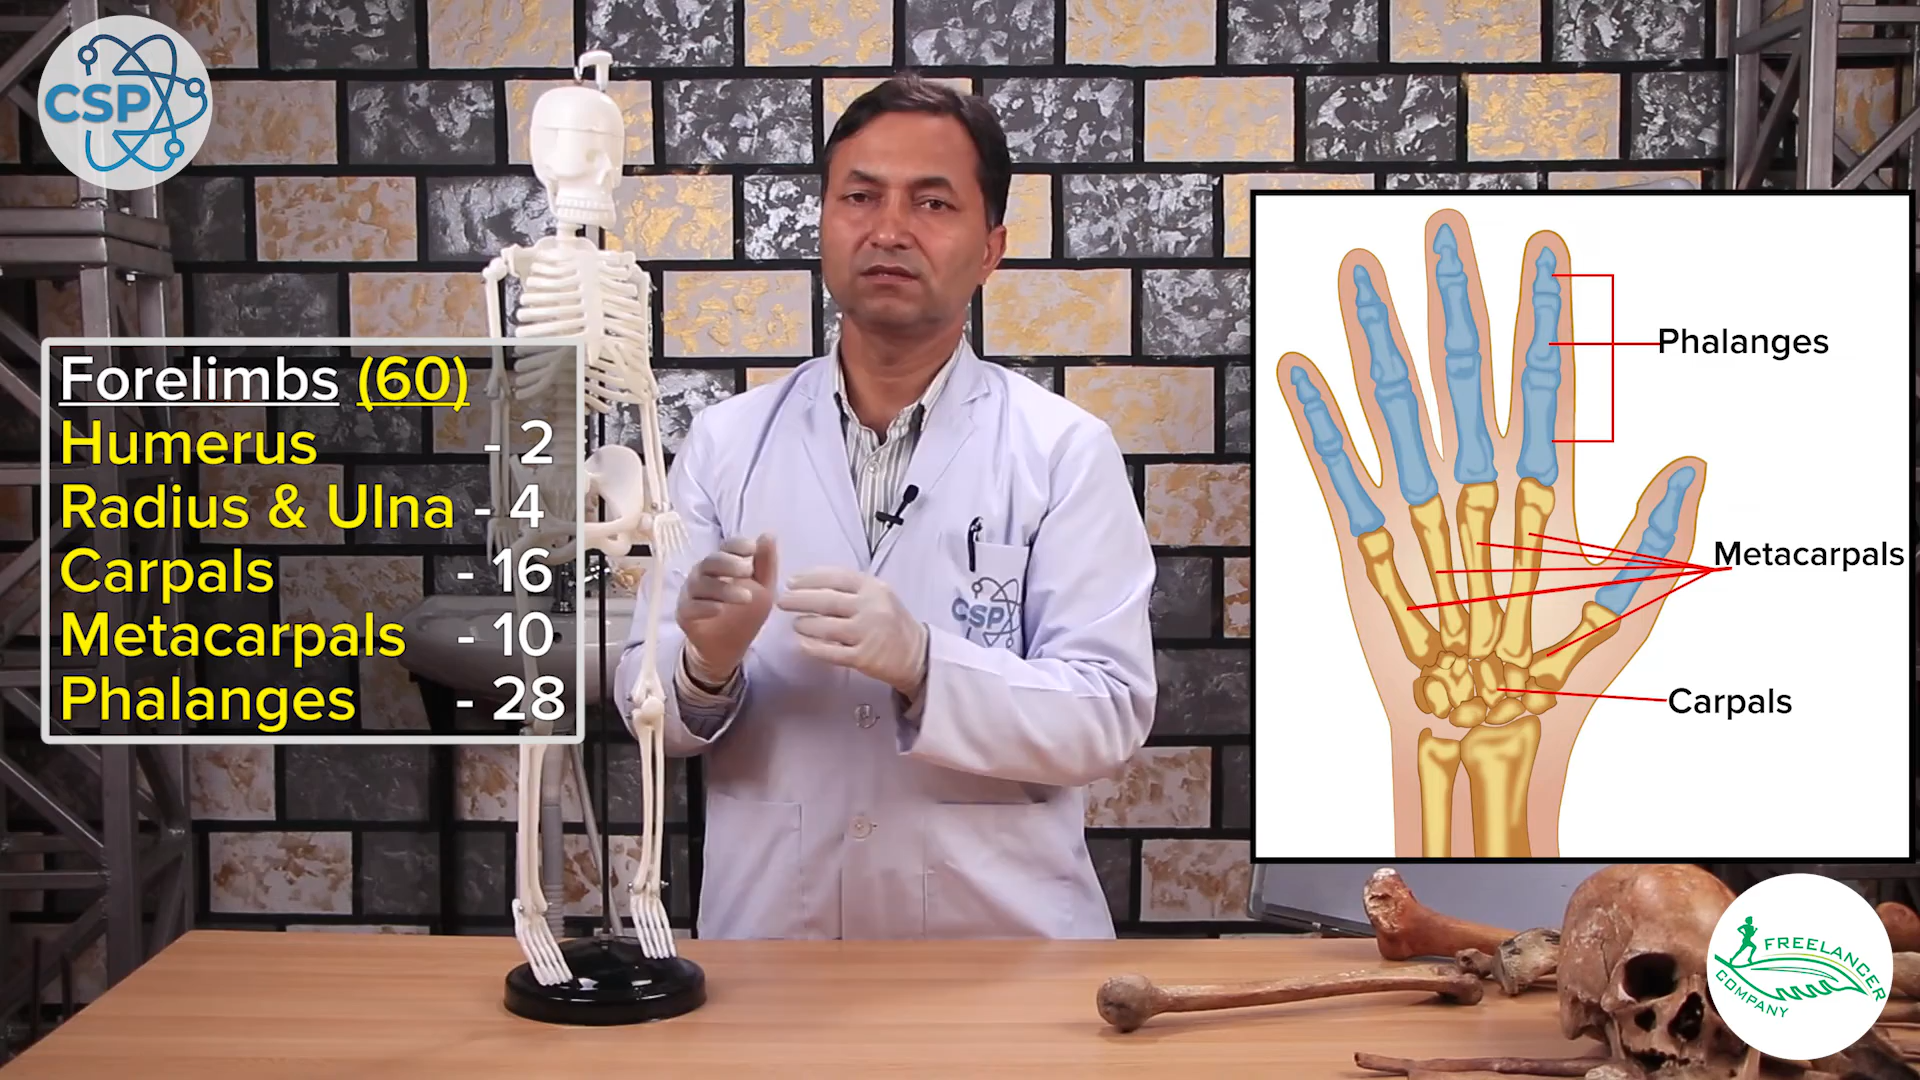 CSP
Forelimbs (60)
Humerus - 2
Radius & Ulna - 4
Carpals - 16
Metacarpals - 10
Phalanges - 28
Phalanges
Metacarpals
Carpals
CSP
FREELANCER
COMPANY